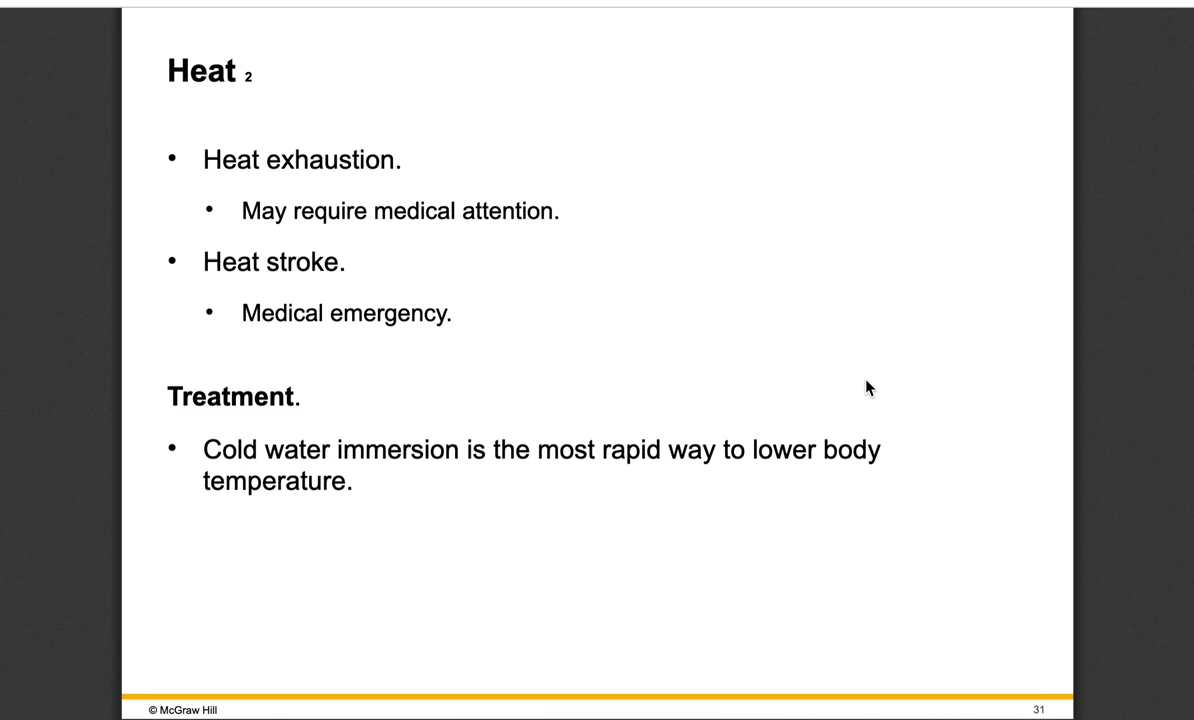 Heat 2
• Heat exhaustion.
• May require medical attention.
• Heat stroke.
• Medical emergency.
Treatment.
• Cold water immersion is the most rapid way to lower body
temperature.
© McGraw Hill
31